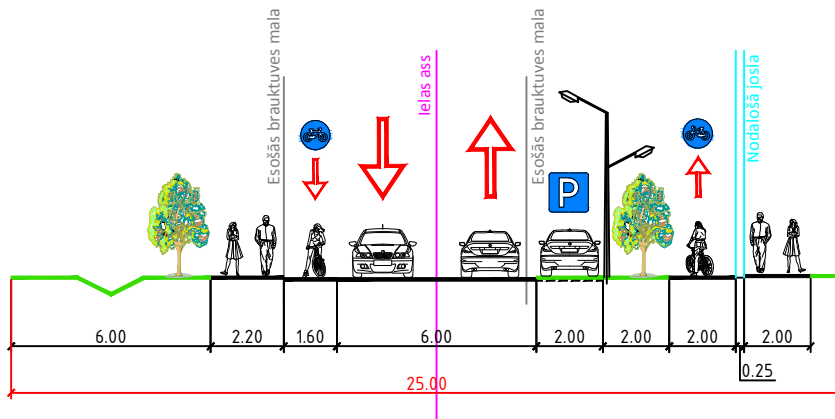 Esošās brauktuves mala
Ielas ass
Esošās brauktuves mala
Nodalošā josla
P
6.00
2.20
1.60
6.00
2.00
2.00
2.00
2.00
0.25
25.00